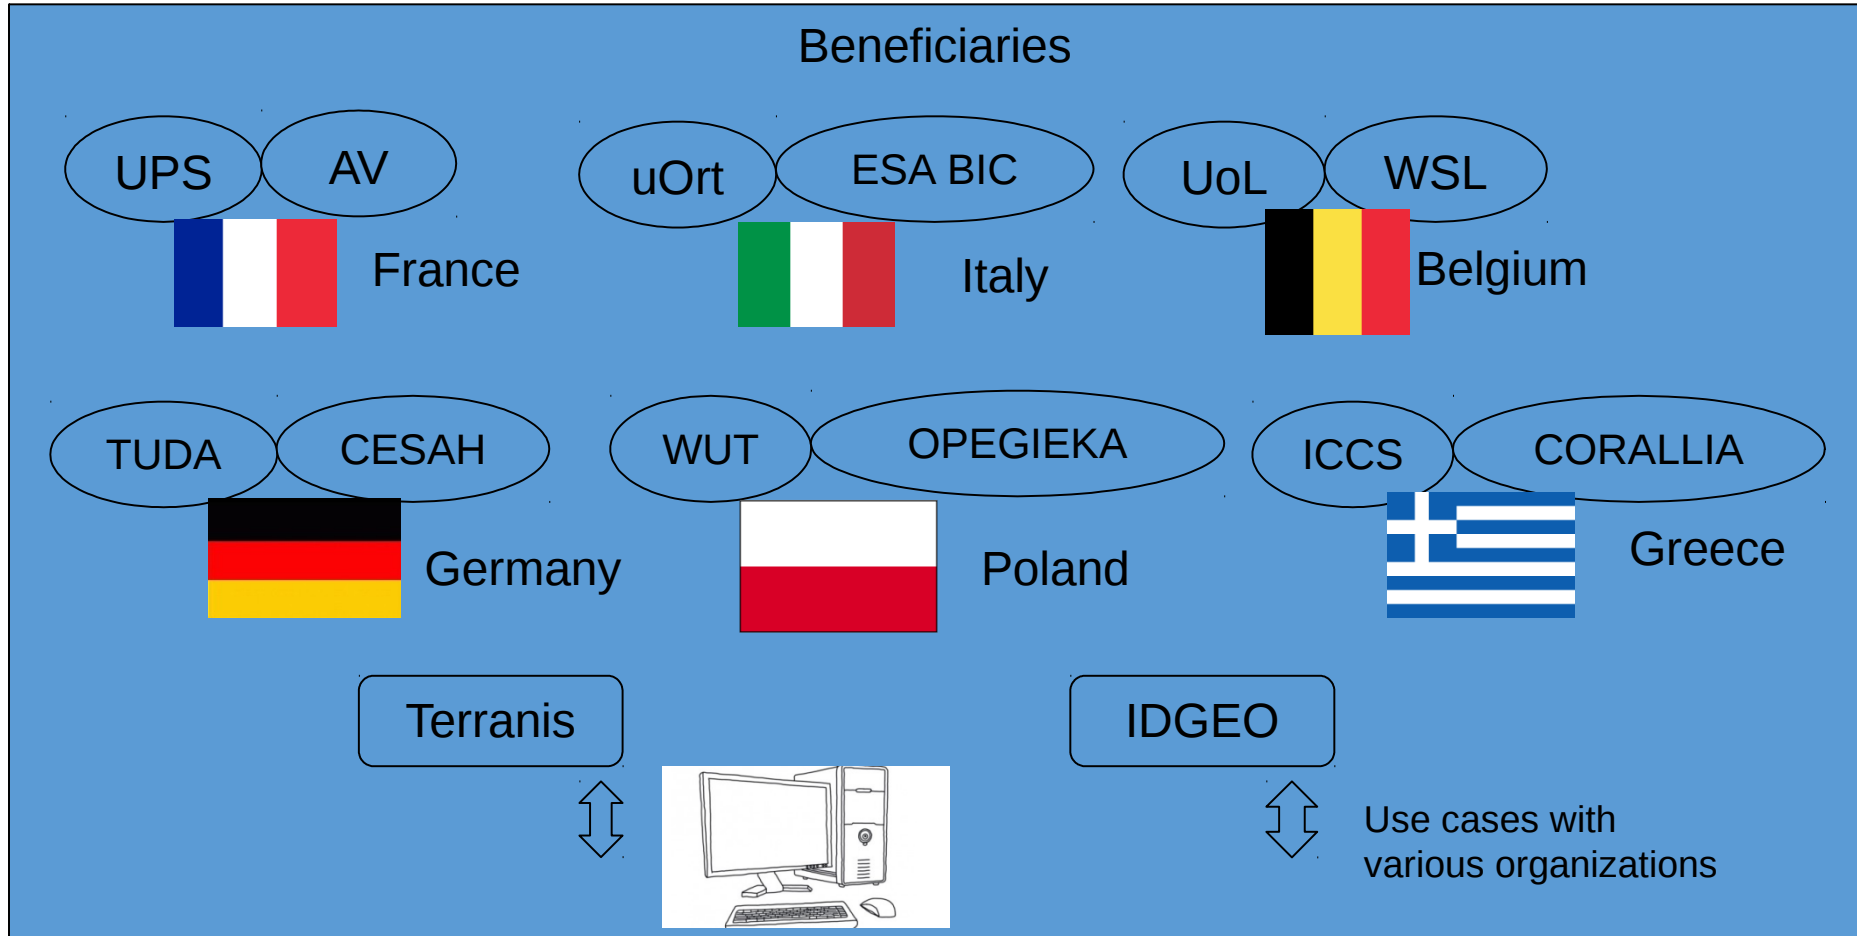 Beneficiaries
UPS
AV
uOrt
ESA BIC
UoL
WSL
France
Italy
Belgium
TUDA
CESAH
WUT
OPEGIEKA
ICCS
CORALLIA
Germany
Poland
Greece
Terranis
IDGEO
Use cases with
various organizations